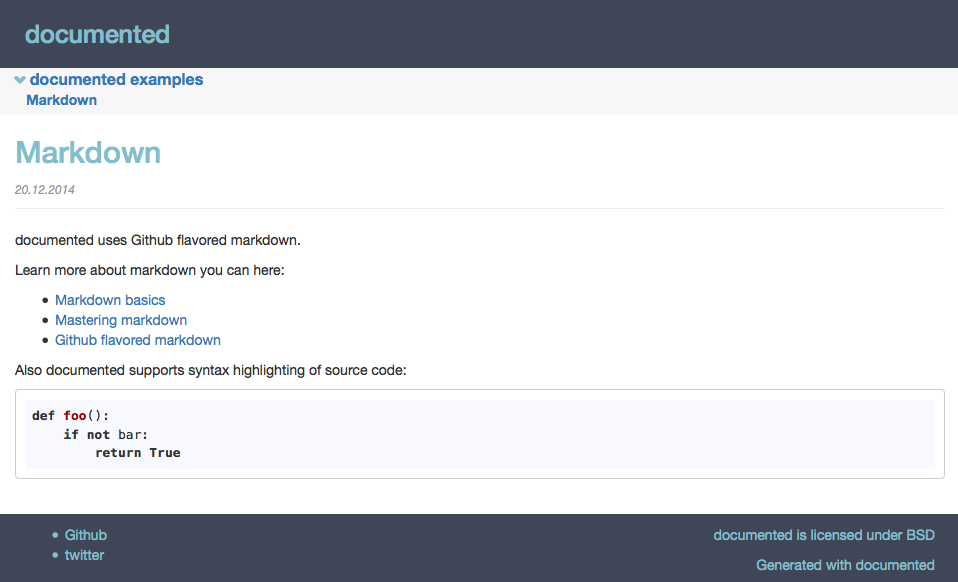 documented
documented examples
Markdown
Markdown
20.12.2014
documented uses Github flavored markdown.
Learn more about markdown you can here:
Markdown basics
Mastering markdown
Github flavored markdown
Also documented supports syntax highlighting of source code:
def foo():
    if not bar:
        return True
Github
twitter
documented is licensed under BSD
Generated with documented